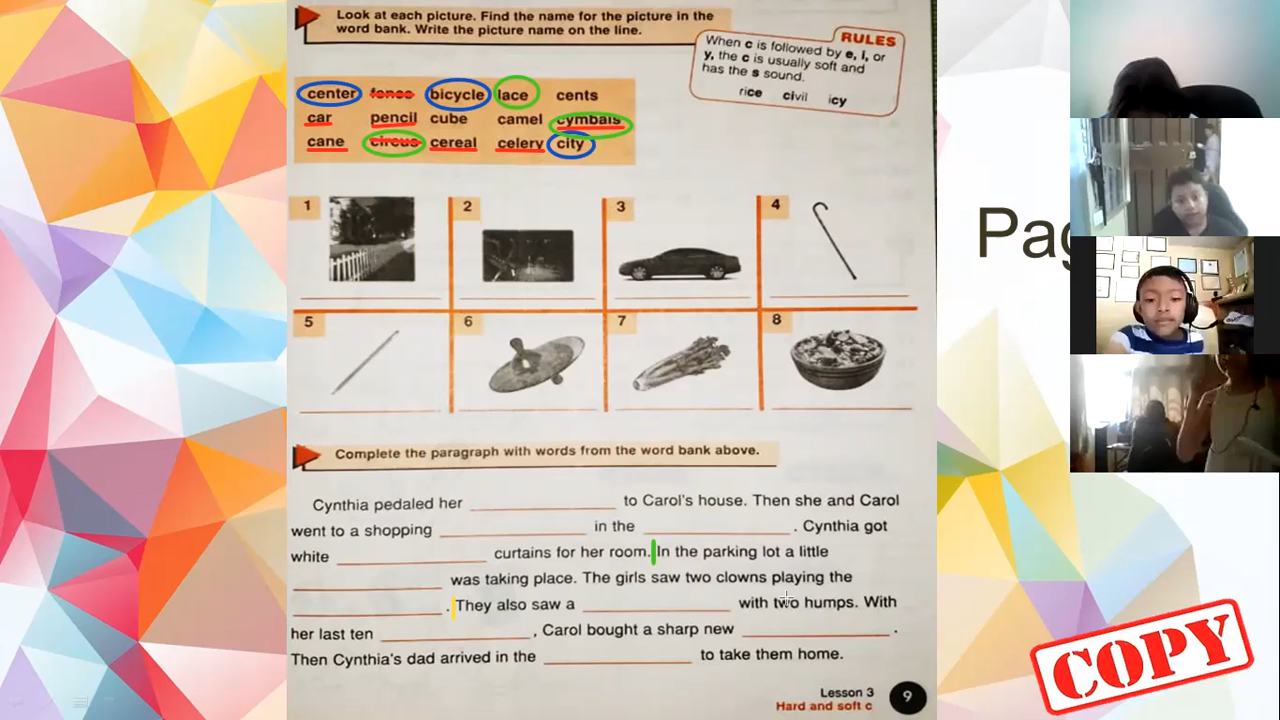 Look at each picture. Find the name for the picture in the
word bank. Write the picture name on the line.
RULES
When c is followed by e, i, or
y, the c is usually soft and
has the s sound.
rice civil icy
center fence bicycle lace cents
car pencil cube camel cymbals
cane circus cereal celery city
1 2 3 4
5 6 7 8
Complete the paragraph with words from the word bank above.
Cynthia pedaled her to Carol's house. Then she and Carol
went to a shopping in the . Cynthia got
white curtains for her room. In the parking lot a little
was taking place. The girls saw two clowns playing the
. They also saw a with two humps. With
her last ten , Carol bought a sharp new .
Then Cynthia's dad arrived in the to take them home.
Lesson 3
Hard and soft c
9
COPY